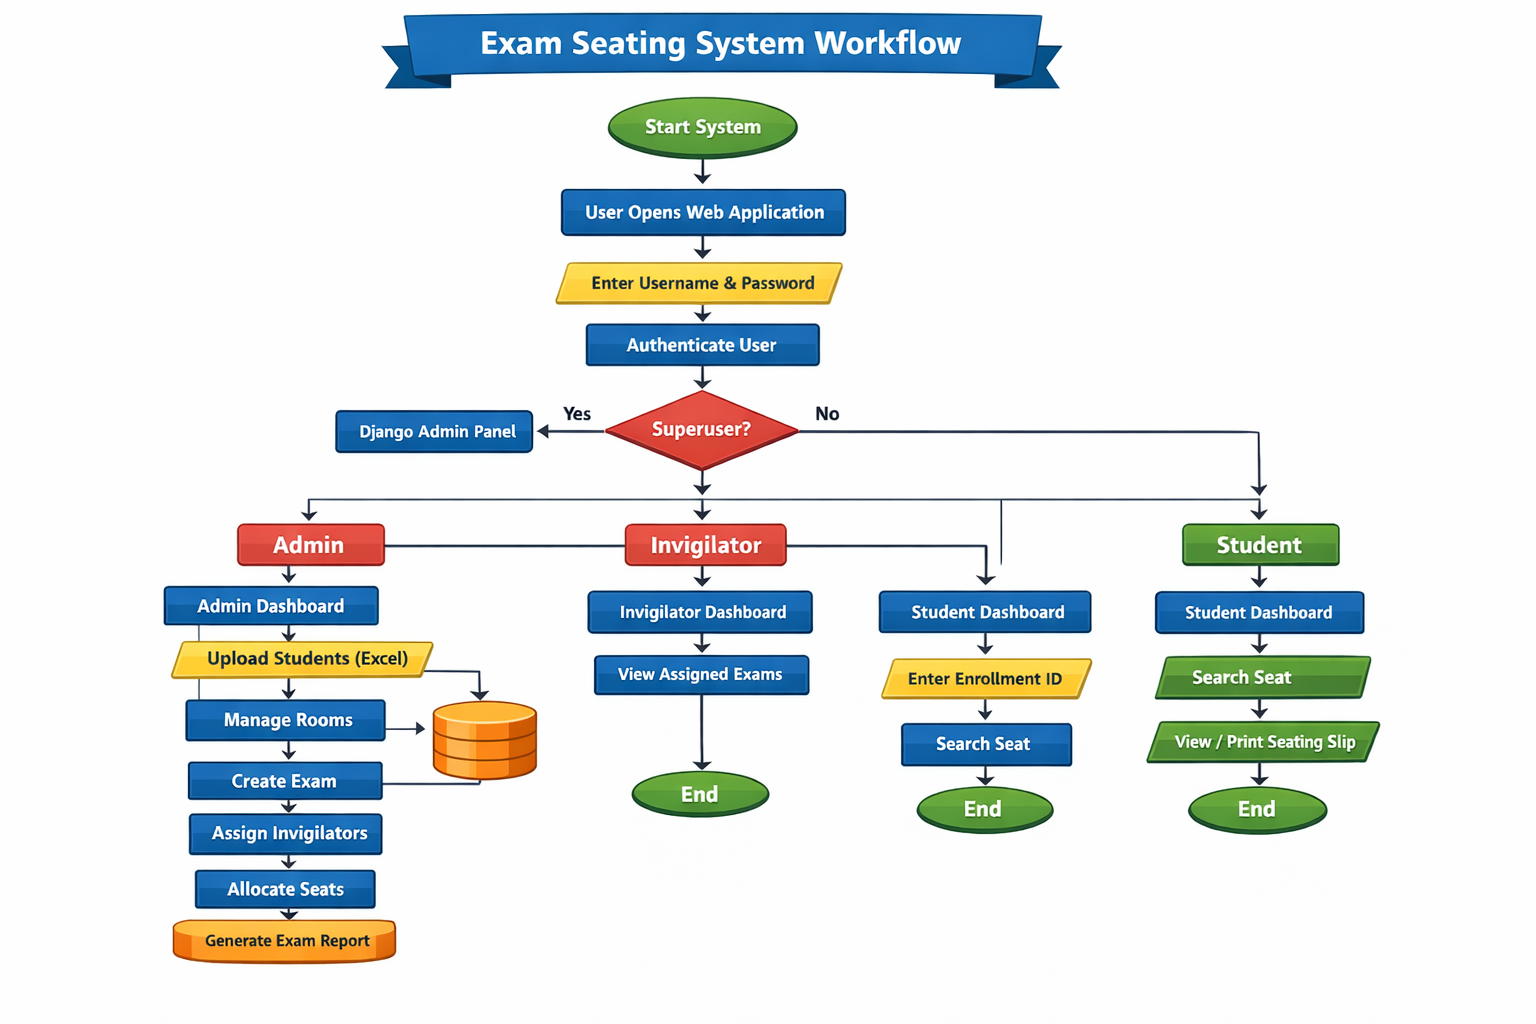 Exam Seating System Workflow
Start System
User Opens Web Application
Enter Username & Password
Authenticate User
Superuser?
Yes
No
Django Admin Panel
Admin
Invigilator
Student
Admin Dashboard
Upload Students (Excel)
Manage Rooms
Create Exam
Assign Invigilators
Allocate Seats
Generate Exam Report
Invigilator Dashboard
View Assigned Exams
End
Student Dashboard
Enter Enrollment ID
Search Seat
End
Student Dashboard
Search Seat
View / Print Seating Slip
End